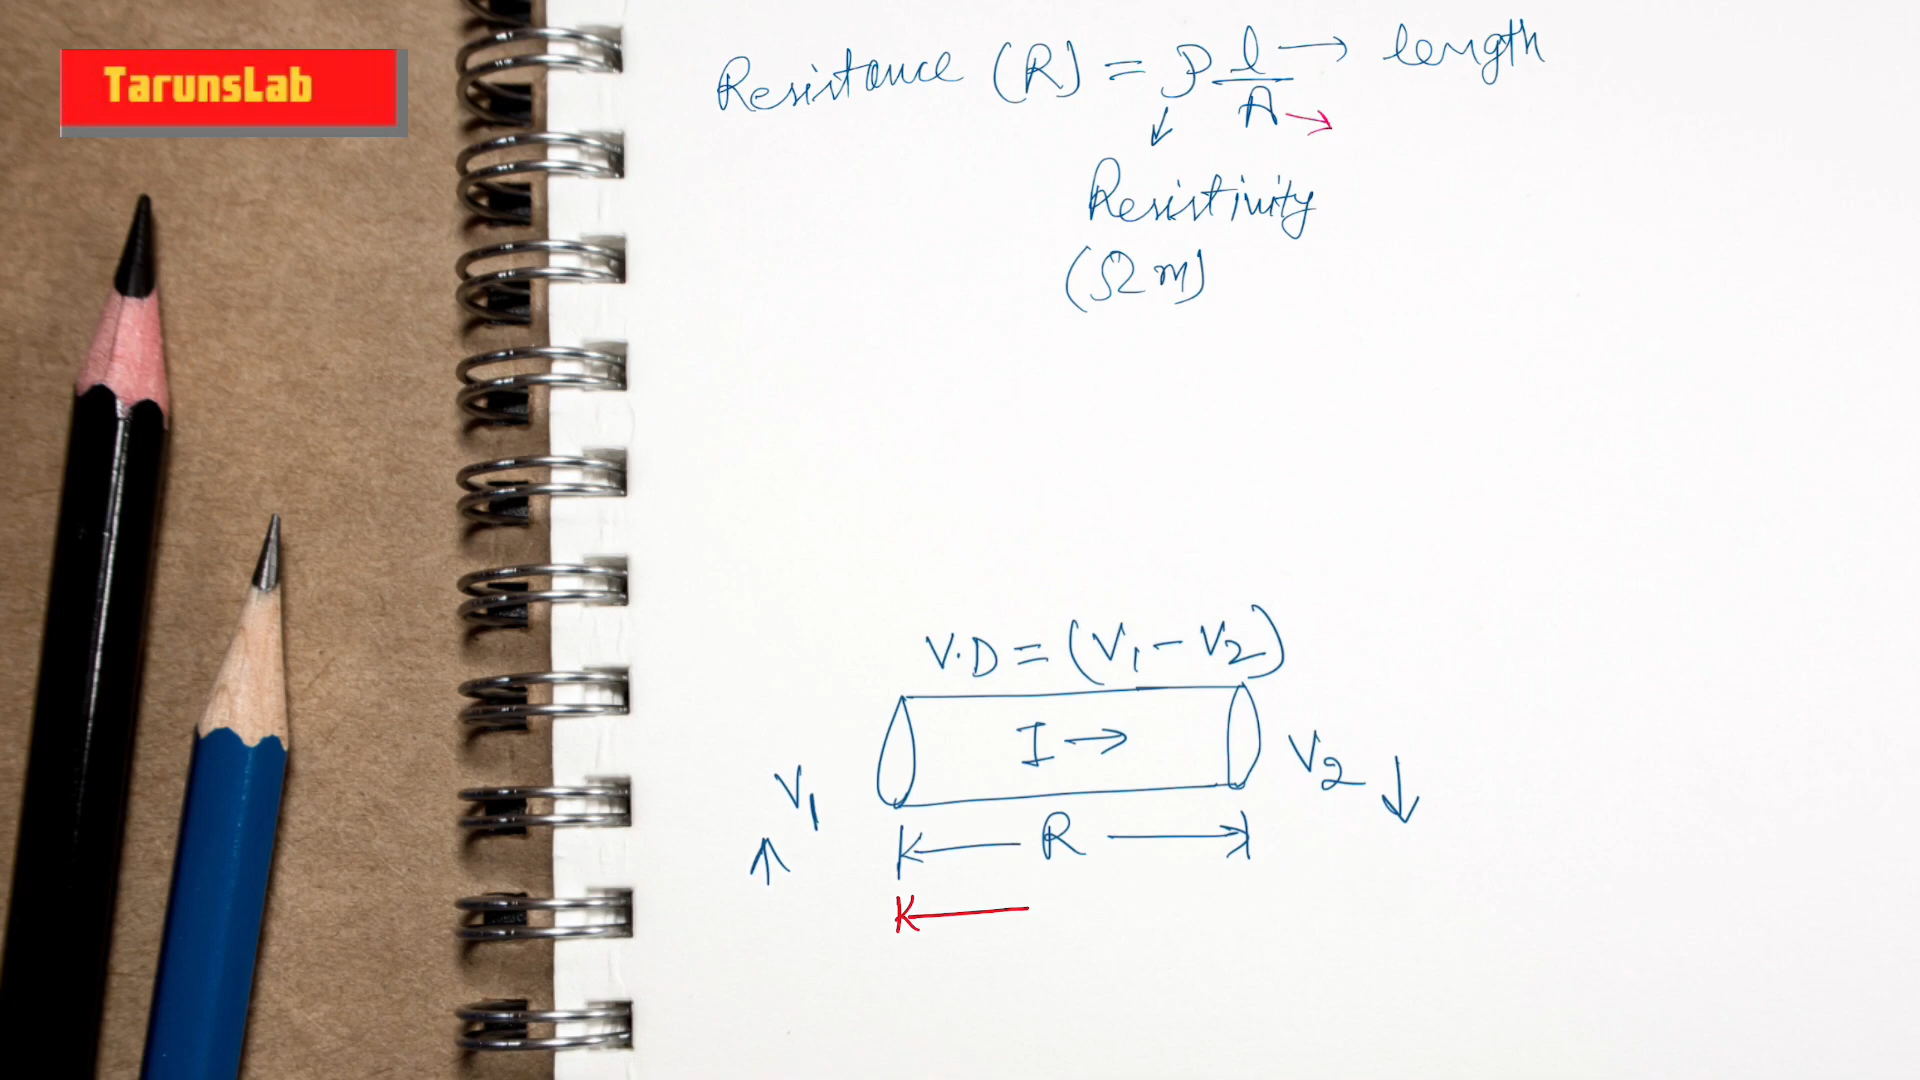 TarunsLab
Resistance (R) = ρ l/A → length
Resistivity
(Ωm)
V.D = (V1 - V2)
I →
V1
V2 ↓
↑
R